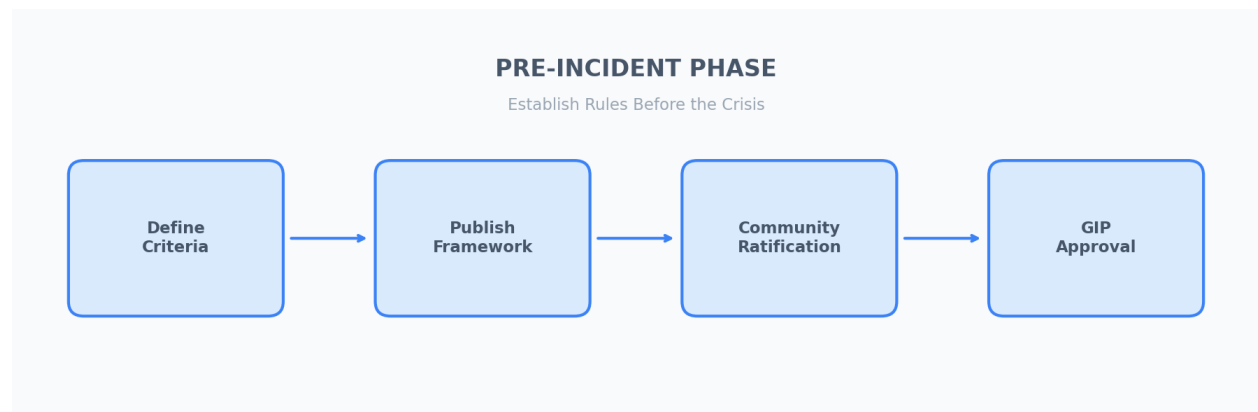 PRE-INCIDENT PHASE
Establish Rules Before the Crisis
Define
Criteria
Publish
Framework
Community
Ratification
GIP
Approval